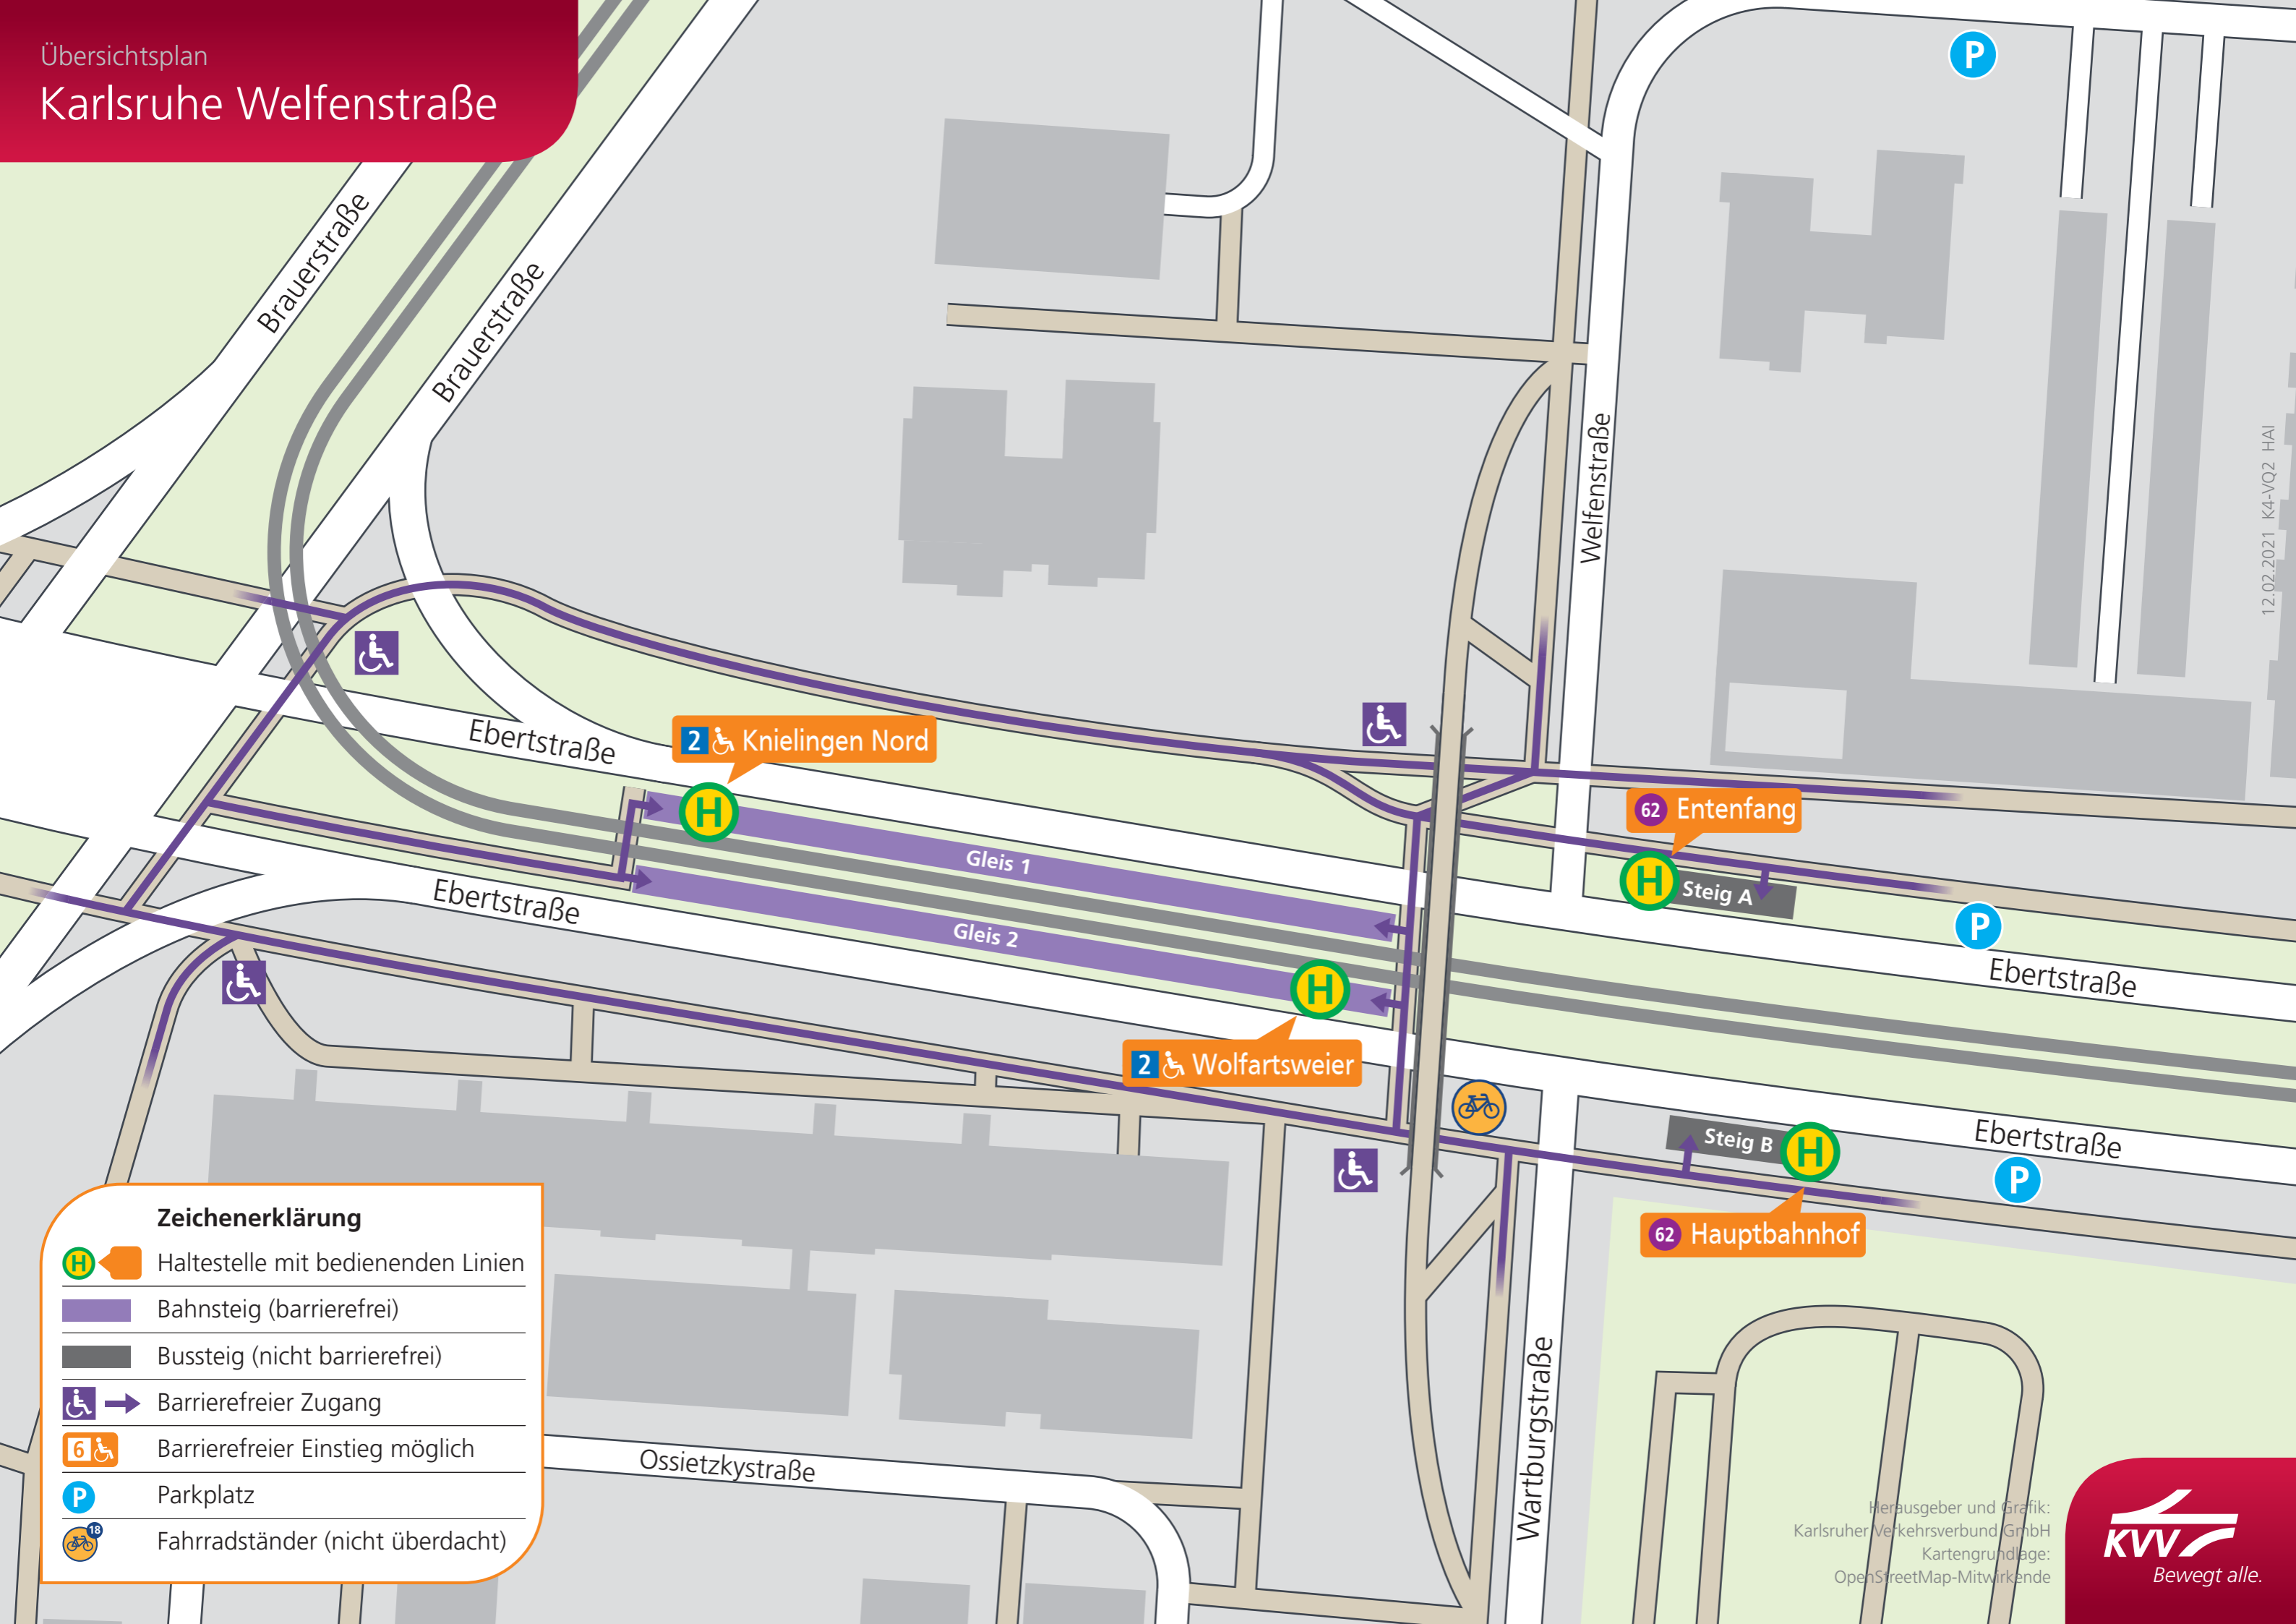 Übersichtsplan
Karlsruhe Welfenstraße
P
Brauerstraße
Brauerstraße
Welfenstraße
12.02.2021 K4-VQ2 HAI
Ebertstraße
2 Knielingen Nord
H
Gleis 1
62 Entenfang
H
Steig A
P
Ebertstraße
Ebertstraße
Gleis 2
H
2 Wolfartsweier
Steig B
H
Ebertstraße
P
62 Hauptbahnhof
Zeichenerklärung
H Haltestelle mit bedienenden Linien
Bahnsteig (barrierefrei)
Bussteig (nicht barrierefrei)
Barrierefreier Zugang
6 Barrierefreier Einstieg möglich
P Parkplatz
18 Fahrradständer (nicht überdacht)
Ossietzkystraße
Wartburgstraße
Herausgeber und Grafik:
Karlsruher Verkehrsverbund GmbH
Kartengrundlage:
OpenStreetMap-Mitwirkende
KVV
Bewegt alle.